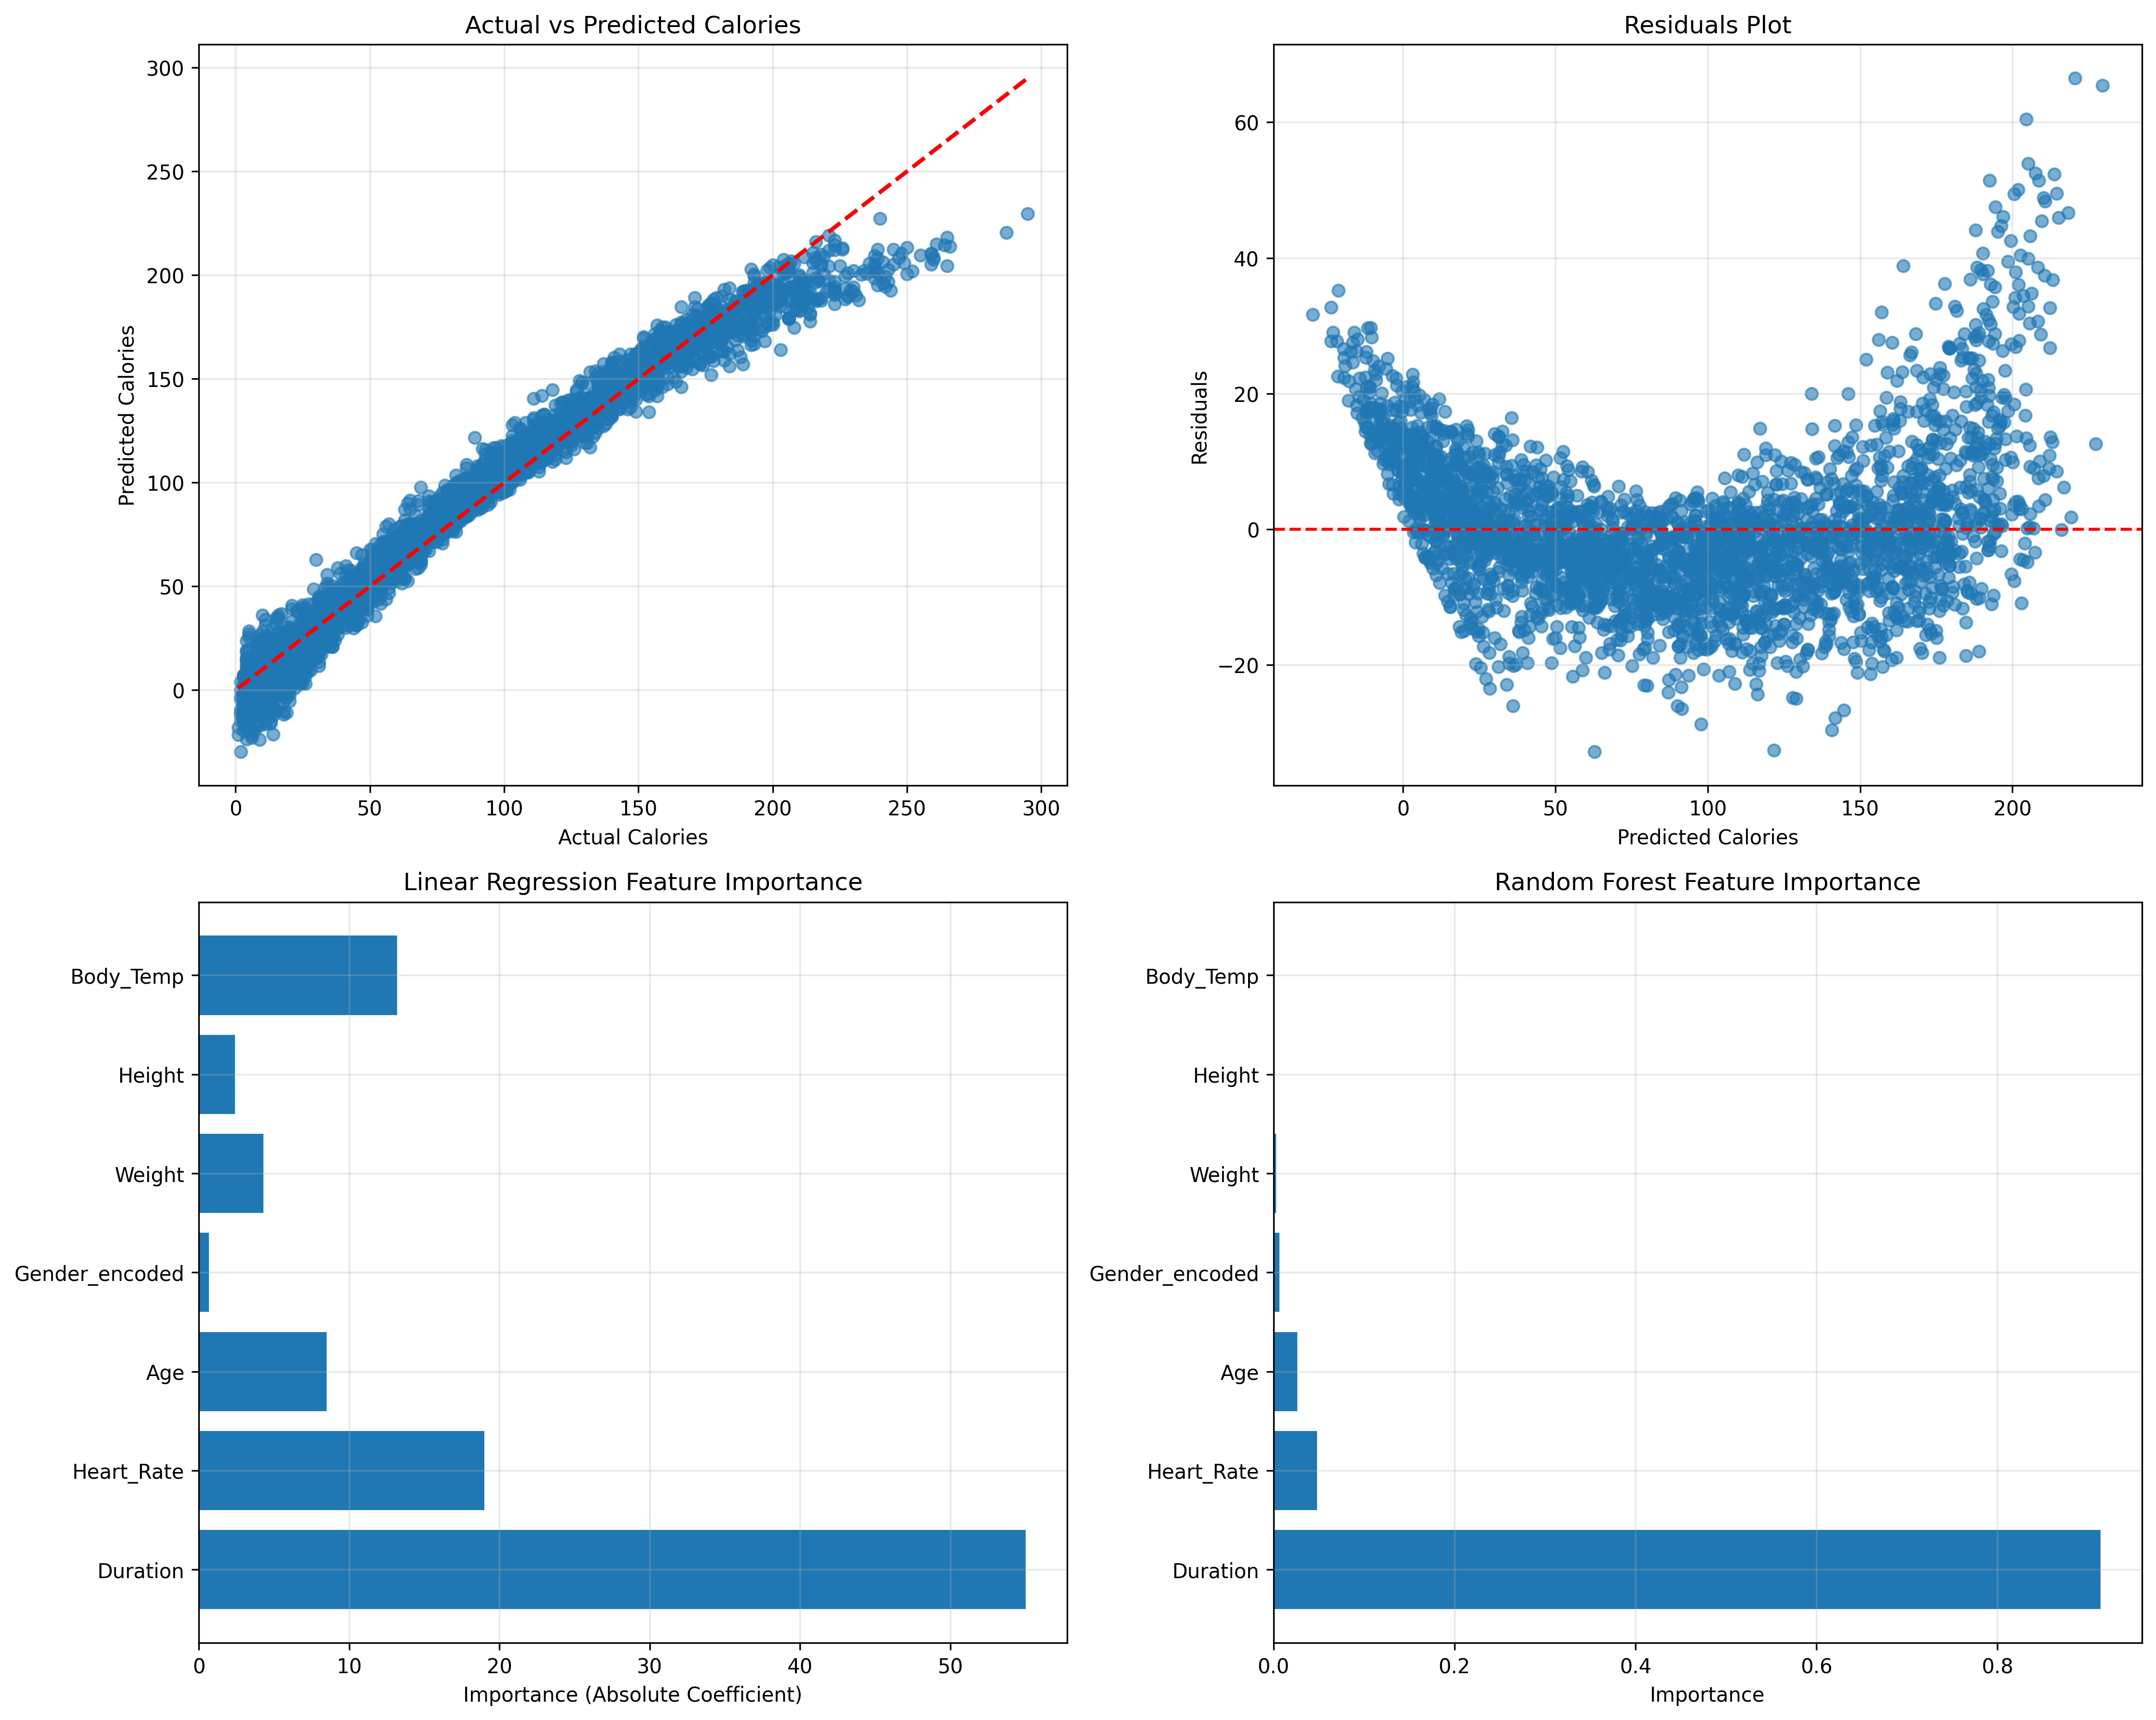 Actual vs Predicted Calories
300
250
200
150
100
50
0
Predicted Calories
0 50 100 150 200 250 300
Actual Calories
Residuals Plot
60
40
20
0
−20
Residuals
0 50 100 150 200
Predicted Calories
Linear Regression Feature Importance
Body_Temp
Height
Weight
Gender_encoded
Age
Heart_Rate
Duration
0 10 20 30 40 50
Importance (Absolute Coefficient)
Random Forest Feature Importance
Body_Temp
Height
Weight
Gender_encoded
Age
Heart_Rate
Duration
0.0 0.2 0.4 0.6 0.8
Importance